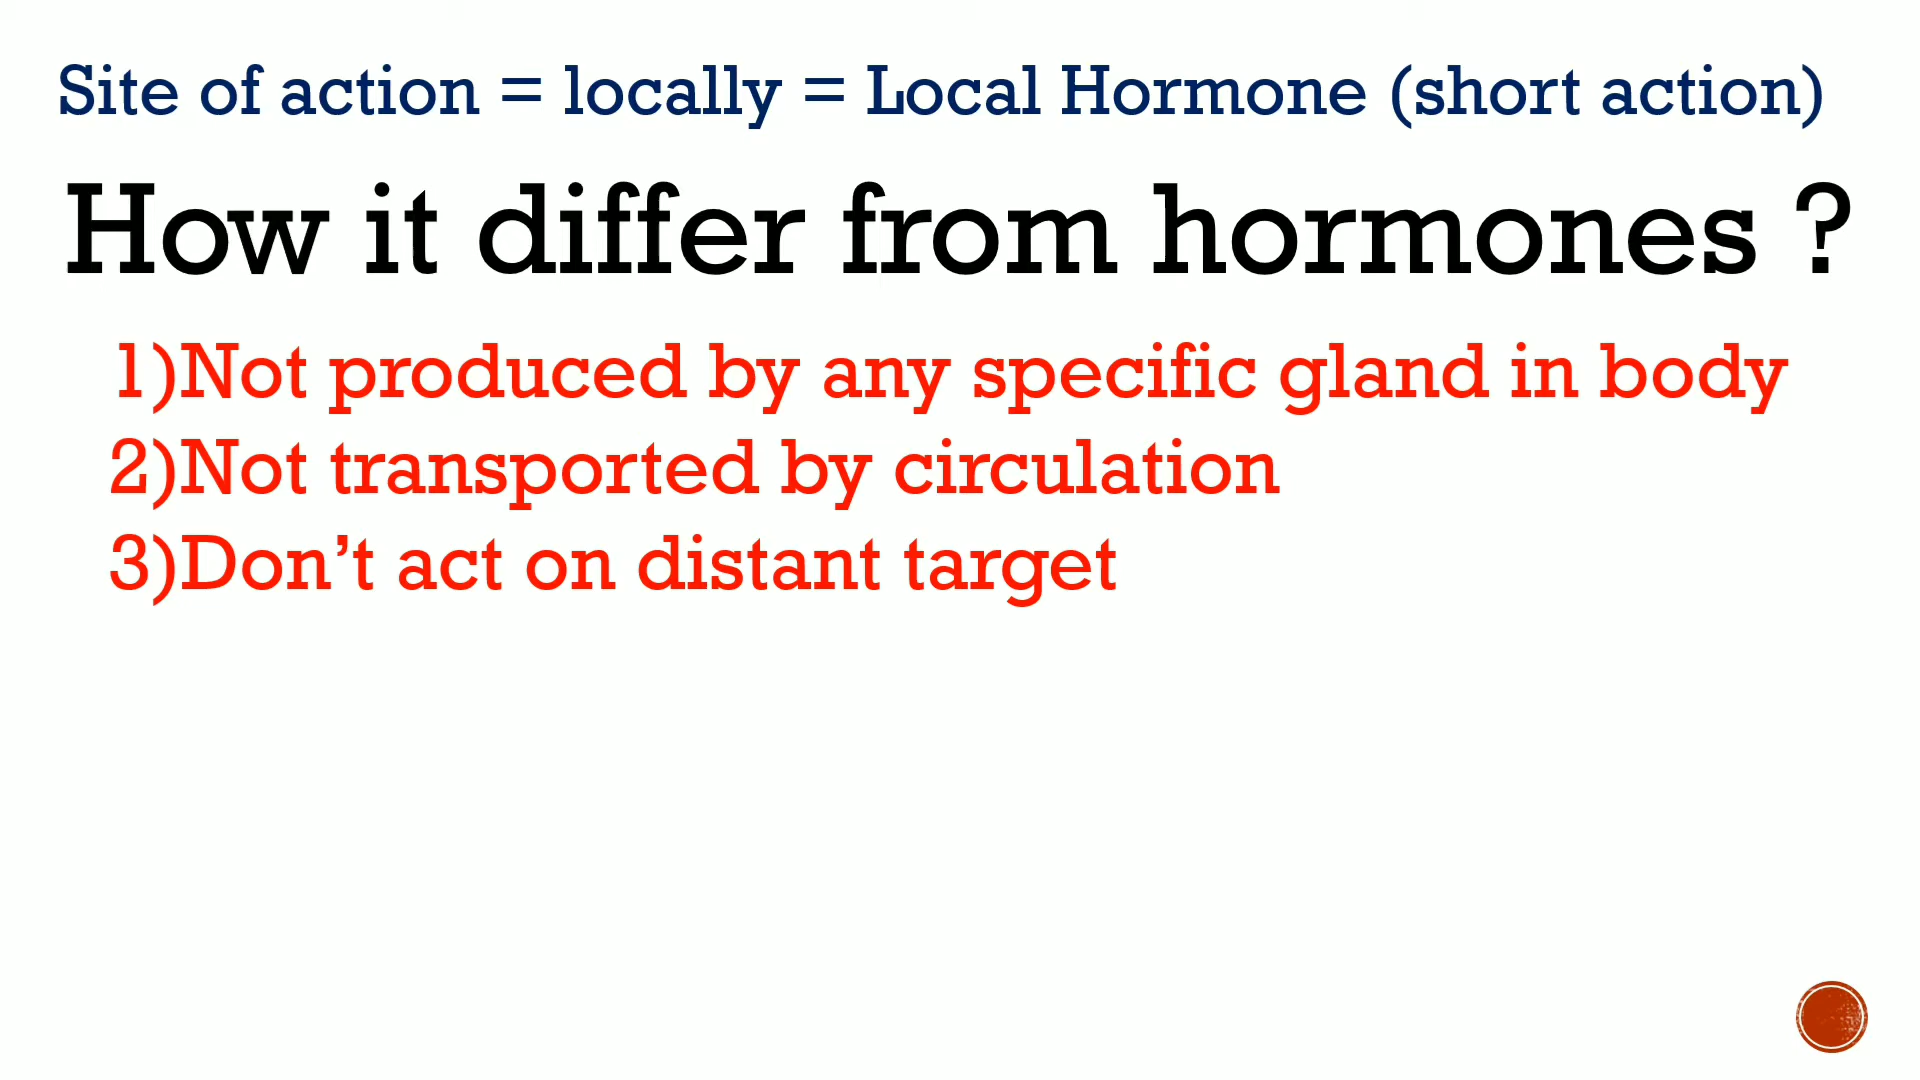 Site of action = locally = Local Hormone (short action)
How it differ from hormones ?
1)Not produced by any specific gland in body
2)Not transported by circulation
3)Don’t act on distant target